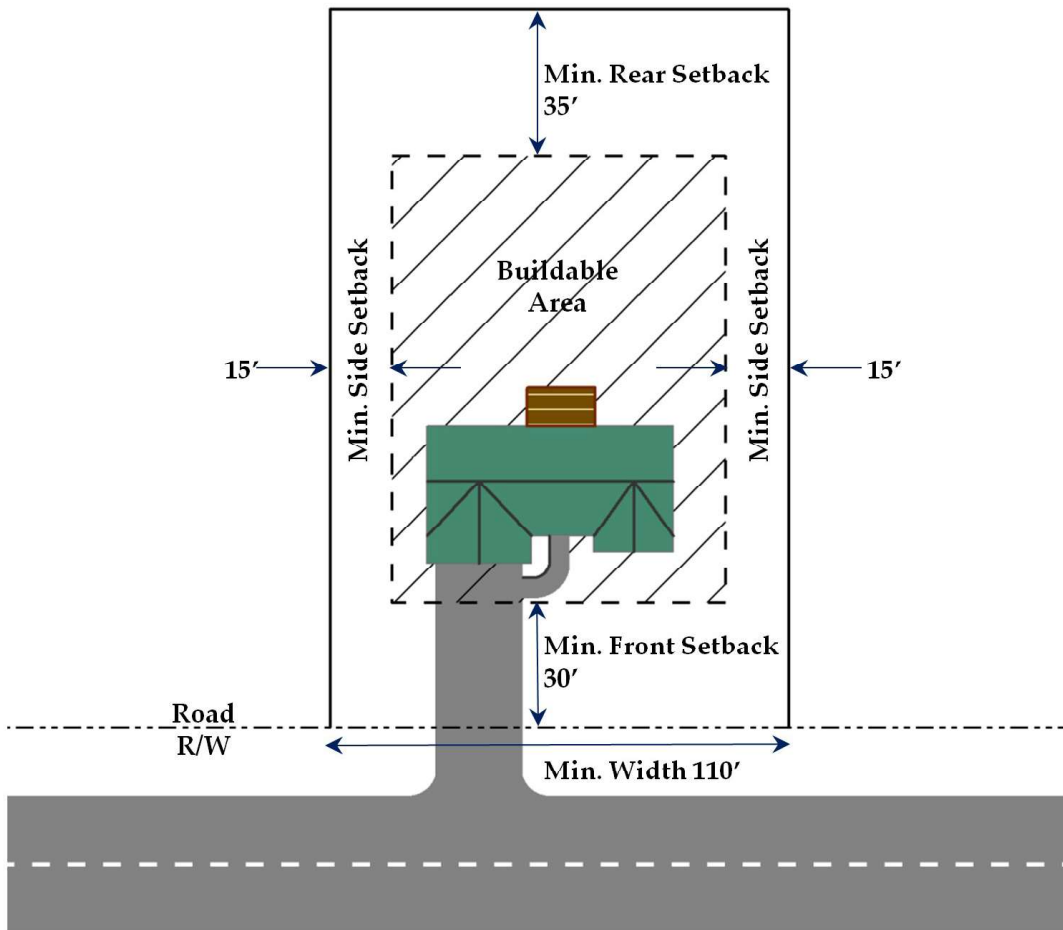 Min. Rear Setback
35′
Buildable
Area
Min. Side Setback
Min. Side Setback
15′
15′
Min. Front Setback
30′
Road
R/W
Min. Width 110′